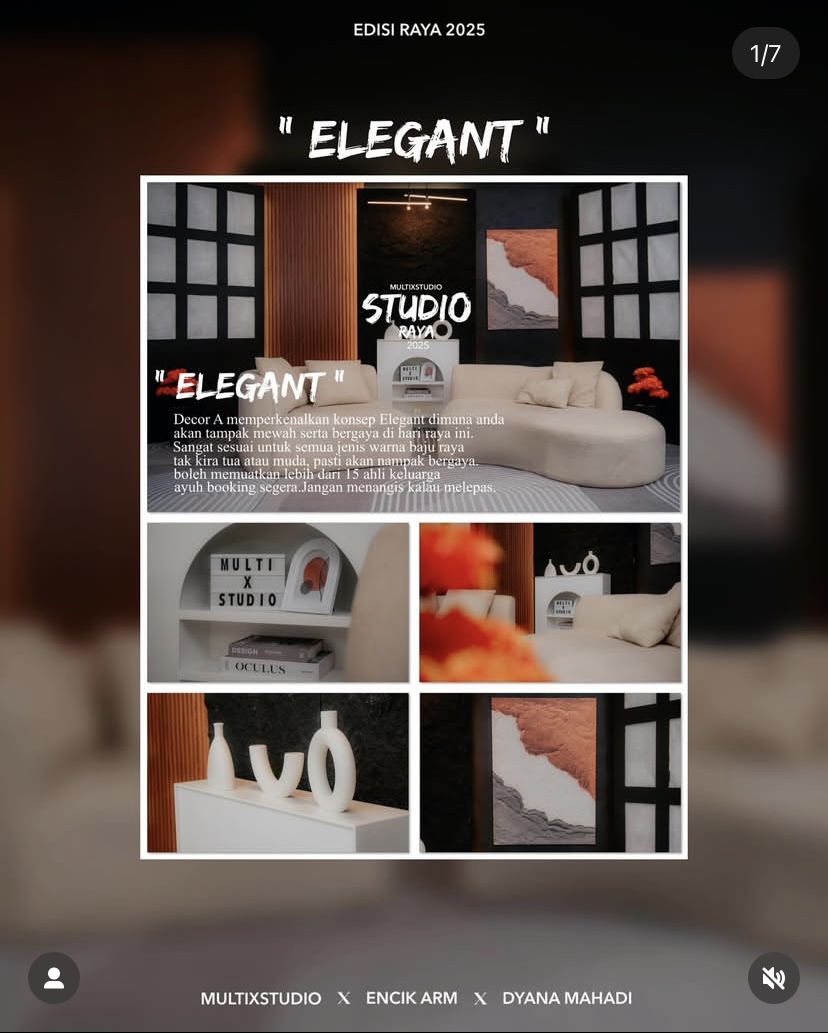 EDISI RAYA 2025
1/7
" ELEGANT "
MULTIXSTUDIO
STUDIO
RAYA
2025
" ELEGANT "
Decor A memperkenalkan konsep Elegant dimana anda
akan tampak mewah serta bergaya di hari raya ini.
Sangat sesuai untuk semua jenis warna baju raya
tak kira tua atau muda, pasti akan nampak bergaya.
boleh memuatkan lebih dari 15 ahli keluarga
ayuh booking segera.Jangan menangis kalau melepas.
MULTI
X
STUDIO
DESIGN
OCULUS
MULTIXSTUDIO X ENCIK ARM X DYANA MAHADI